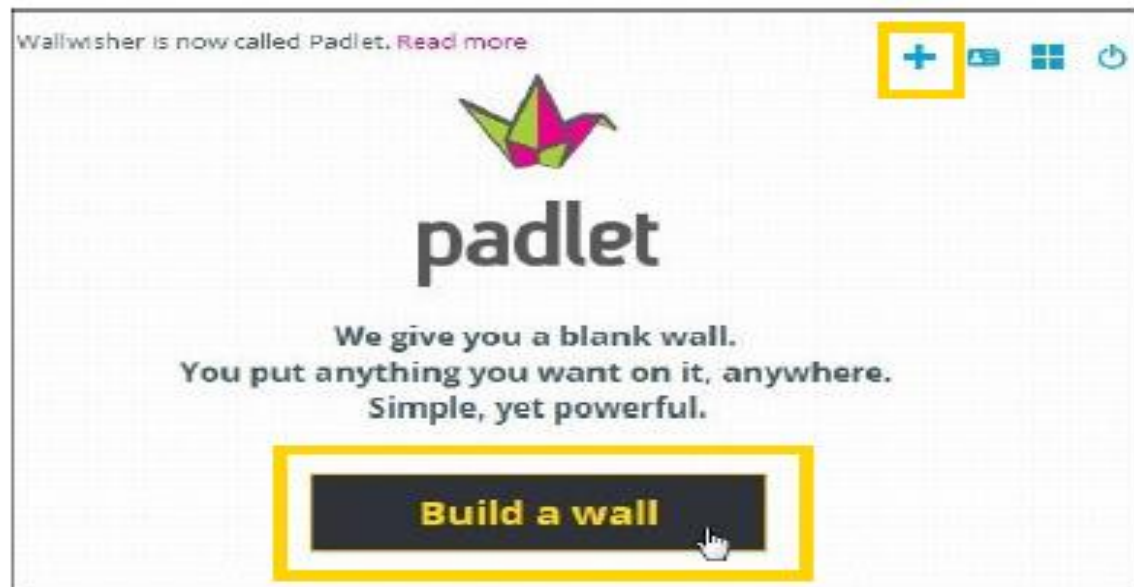 Wallwisher is now called Padlet. Read more
padlet
We give you a blank wall.
You put anything you want on it, anywhere.
Simple, yet powerful.
Build a wall